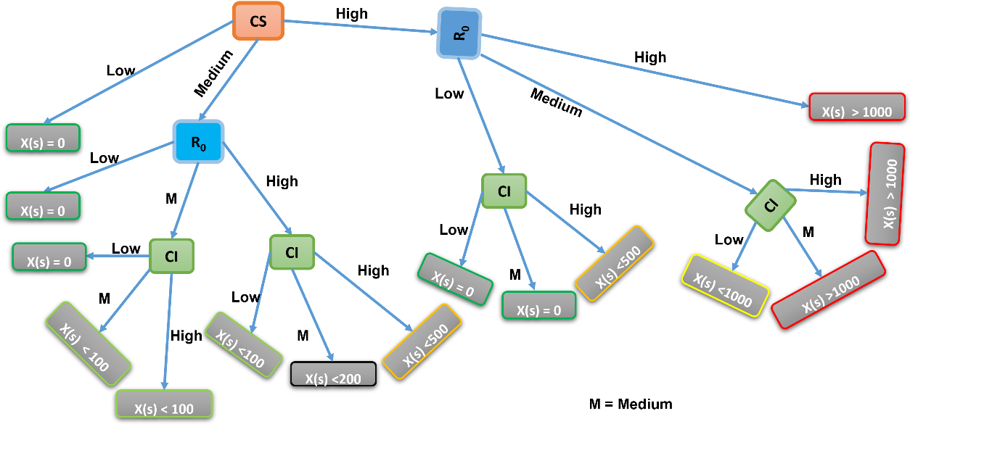 CS
High
R0
High
X(s) > 1000
Low
Medium
Low
Medium
X(s) = 0
R0
Low
High
M
X(s) = 0
CI
High
X(s) > 1000
CI
Low
M
High
Low
M
X(s) <1000
X(s) >1000
X(s) = 0
X(s) = 0
X(s) <500
X(s) = 0
Low
CI
CI
M
High
Low
M
High
X(s) < 100
X(s) < 100
X(s) <100
X(s) <200
X(s) <500
M = Medium